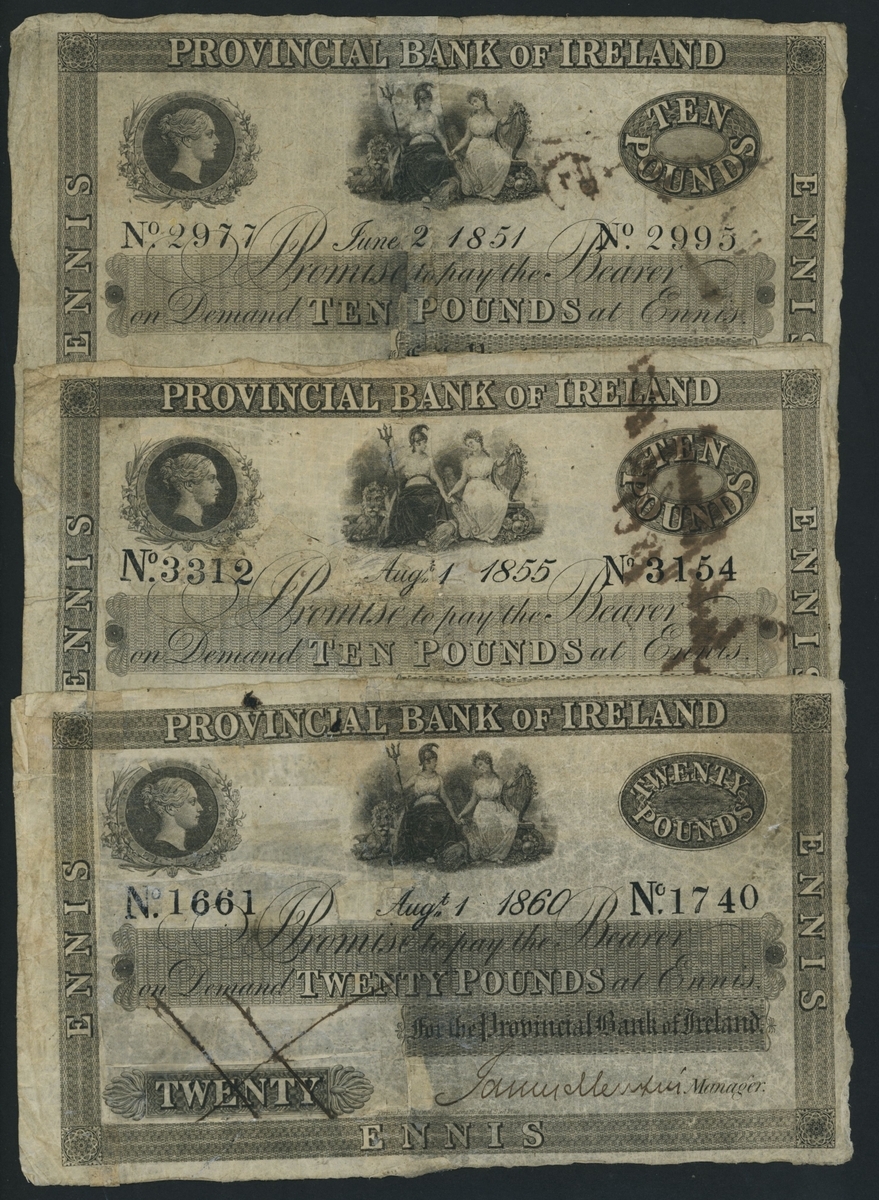 PROVINCIAL BANK OF IRELAND
TEN POUNDS
No. 2977 June 2 1851 No. 2995
Promise to pay the Bearer
on Demand TEN POUNDS at Ennis.
ENNIS
ENNIS
PROVINCIAL BANK OF IRELAND
TEN POUNDS
No. 3312 Augt. 1 1855 No. 3154
Promise to pay the Bearer
on Demand TEN POUNDS at Ennis.
ENNIS
ENNIS
PROVINCIAL BANK OF IRELAND
TWENTY POUNDS
No. 1661 Augt. 1 1860 No. 1740
Promise to pay the Bearer
on Demand TWENTY POUNDS at Ennis.
For the Provincial Bank of Ireland.
TWENTY
Manager.
ENNIS
ENNIS
ENNIS